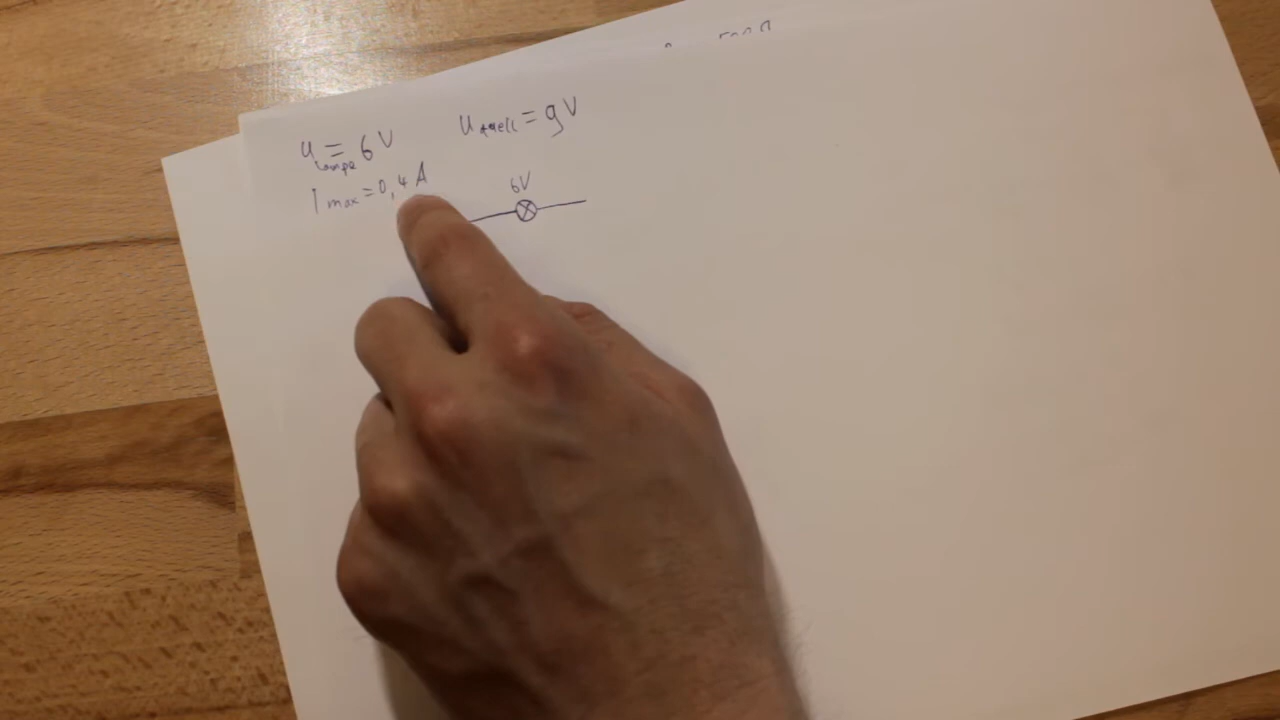 U Lampe = 6 V
U quell = 9 V
I max = 0,4 A
6V